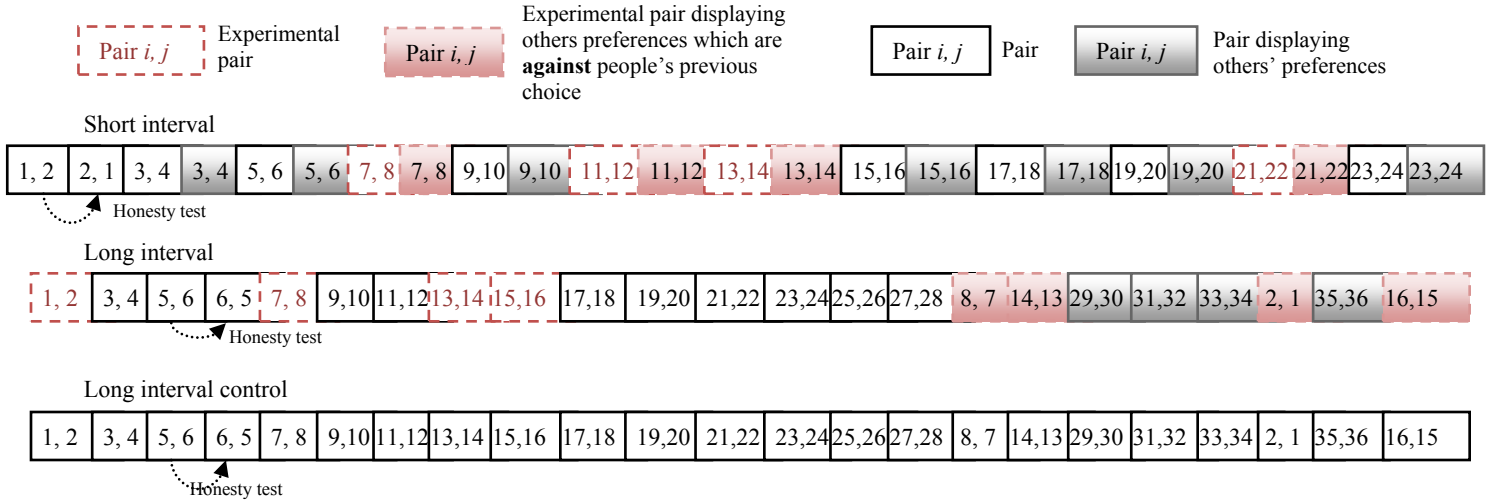 Pair i, j
Experimental
pair
Pair i, j
Experimental pair displaying
others preferences which are
against people's previous
choice
Pair i, j
Pair
Pair i, j
Pair displaying
others' preferences
Short interval
1, 2 2, 1 3, 4 3, 4 5, 6 5, 6 7, 8 7, 8 9,10 9,10 11,12 11,12 13,14 13,14 15,16 15,16 17,18 17,18 19,20 19,20 21,22 21,22 23,24 23,24
Honesty test
Long interval
1, 2 3, 4 5, 6 6, 5 7, 8 9,10 11,12 13,14 15,16 17,18 19,20 21,22 23,24 25,26 27,28 8, 7 14,13 29,30 31,32 33,34 2, 1 35,36 16,15
Honesty test
Long interval control
1, 2 3, 4 5, 6 6, 5 7, 8 9,10 11,12 13,14 15,16 17,18 19,20 21,22 23,24 25,26 27,28 8, 7 14,13 29,30 31,32 33,34 2, 1 35,36 16,15
Honesty test